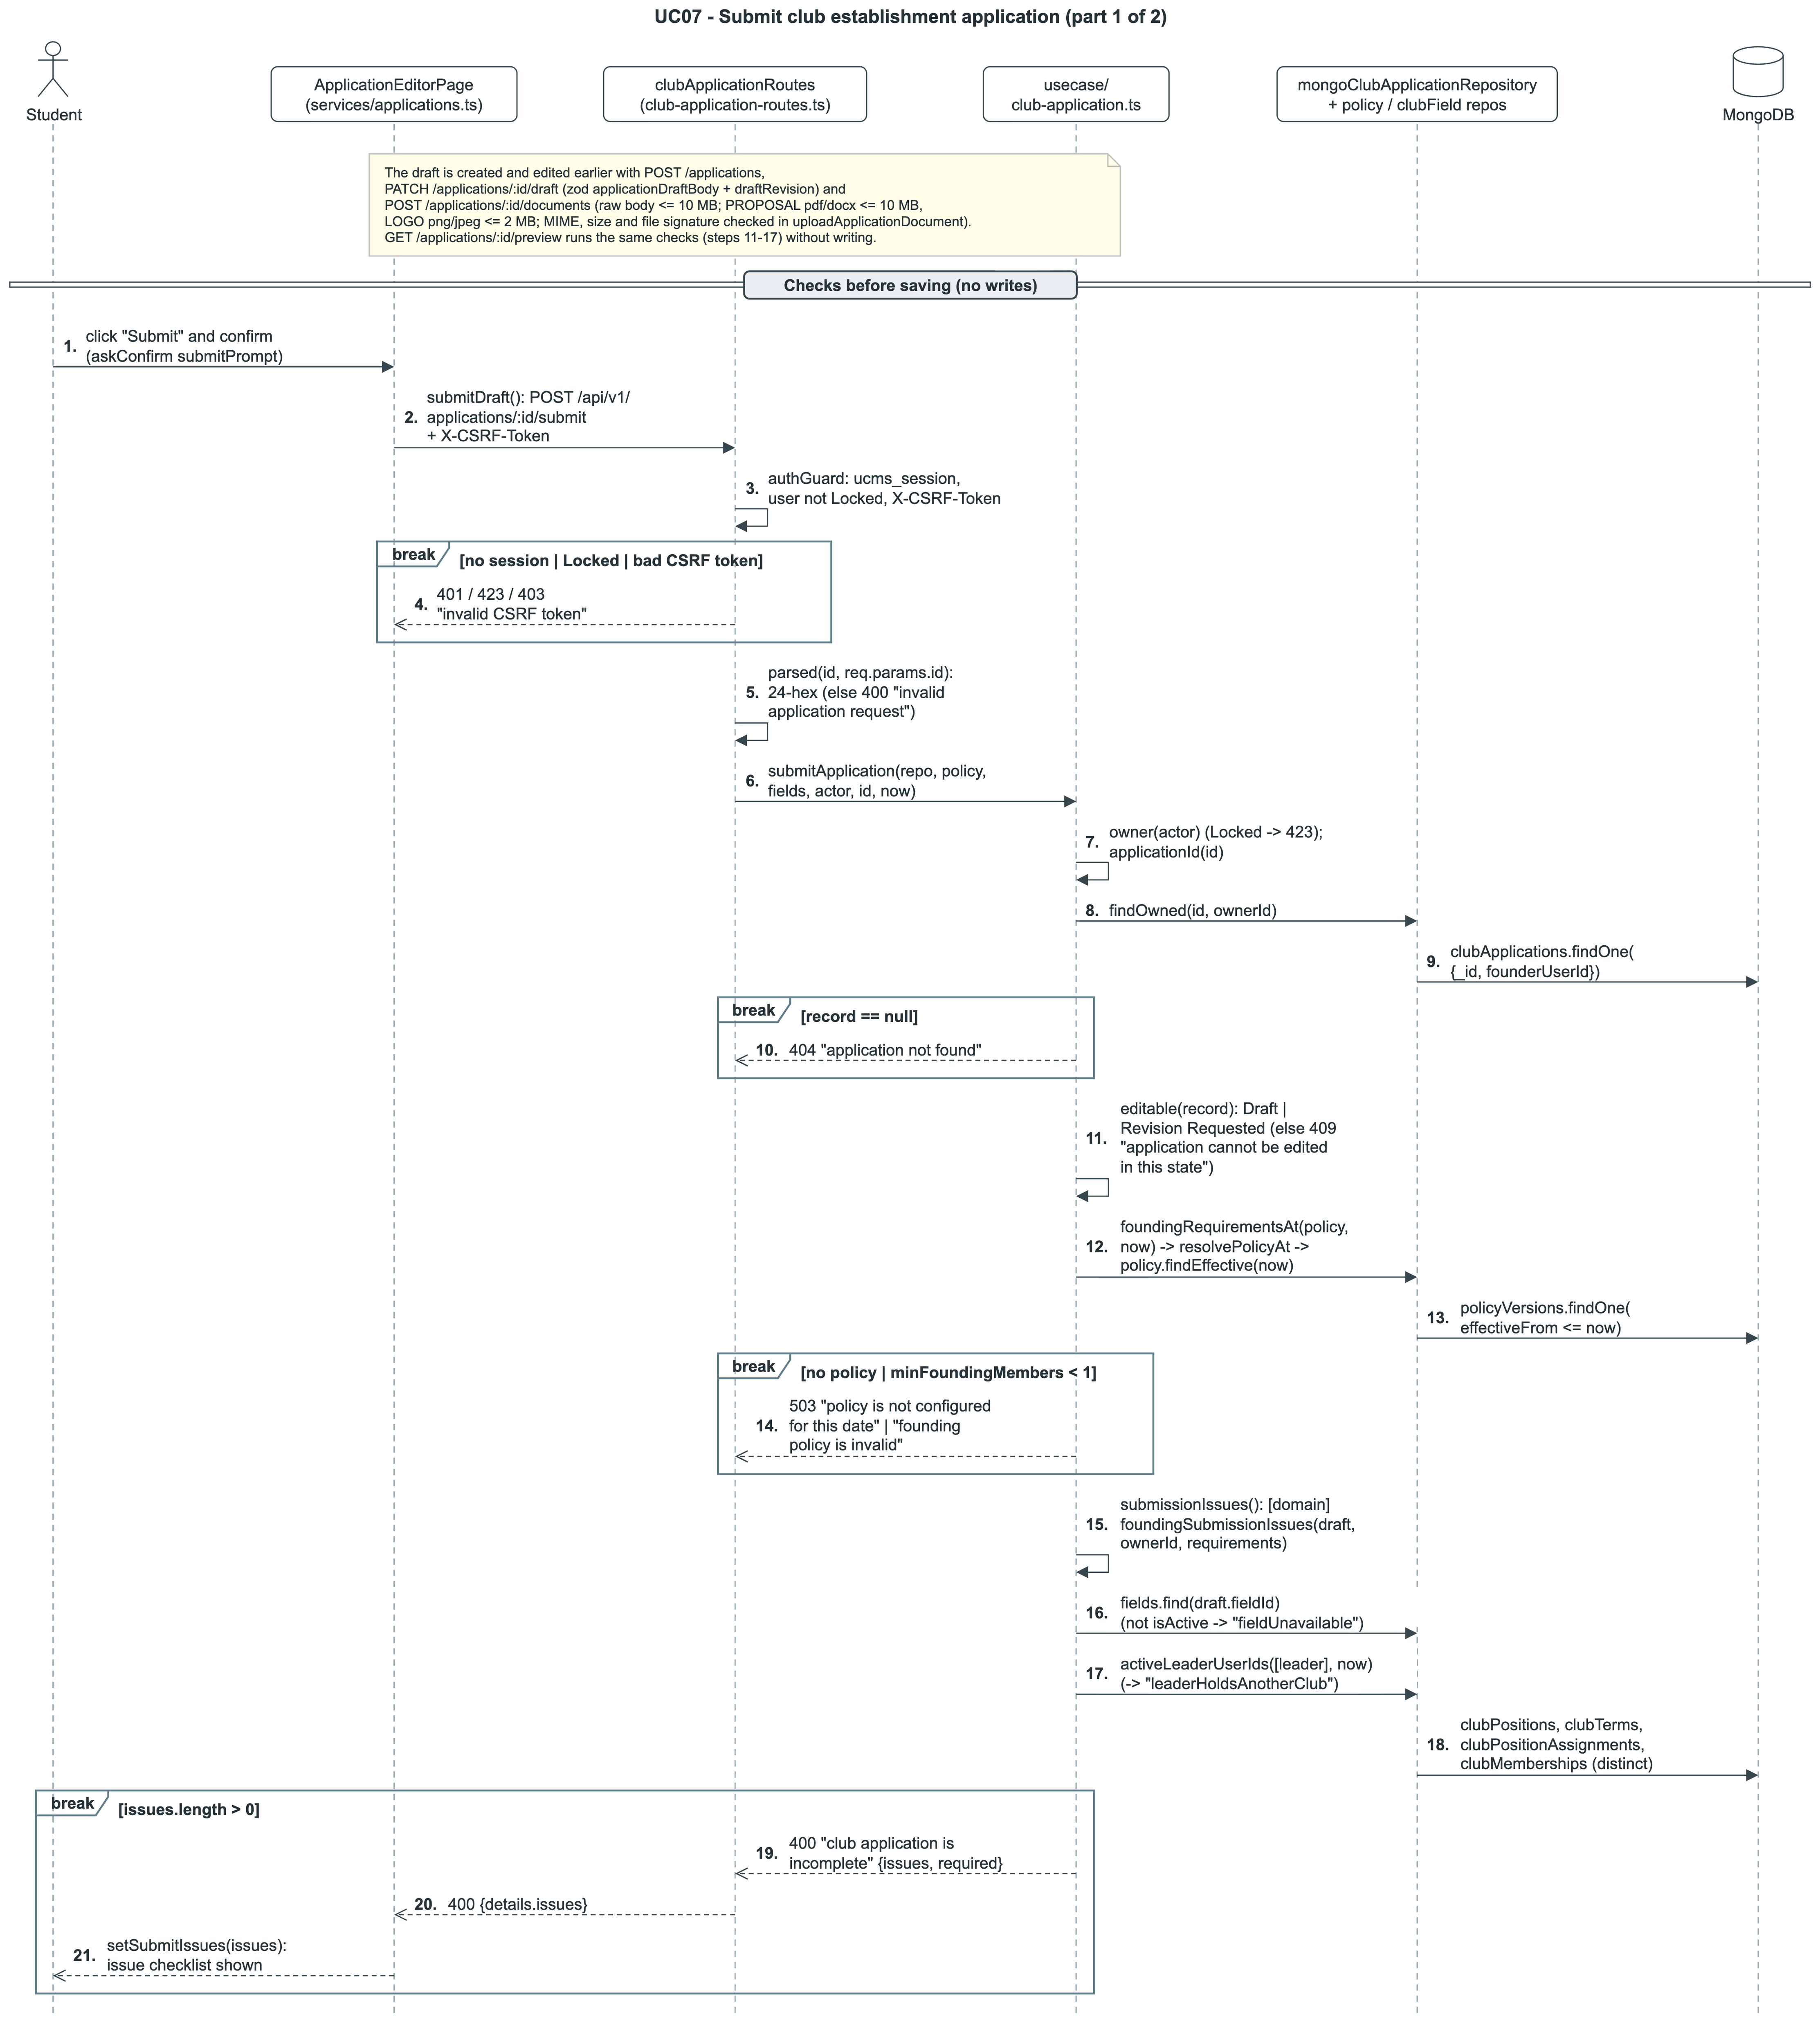 UC07 - Submit club establishment application (part 1 of 2)
Student
ApplicationEditorPage
(services/applications.ts)
clubApplicationRoutes
(club-application-routes.ts)
usecase/
club-application.ts
mongoClubApplicationRepository
+ policy / clubField repos
MongoDB
The draft is created and edited earlier with POST /applications,
PATCH /applications/:id/draft (zod applicationDraftBody + draftRevision) and
POST /applications/:id/documents (raw body <= 10 MB; PROPOSAL pdf/docx <= 10 MB,
LOGO png/jpeg <= 2 MB; MIME, size and file signature checked in uploadApplicationDocument).
GET /applications/:id/preview runs the same checks (steps 11-17) without writing.
Checks before saving (no writes)
1. click "Submit" and confirm
(askConfirm submitPrompt)
2. submitDraft(): POST /api/v1/
applications/:id/submit
+ X-CSRF-Token
3. authGuard: ucms_session,
user not Locked, X-CSRF-Token
break [no session | Locked | bad CSRF token]
4. 401 / 423 / 403
"invalid CSRF token"
5. parsed(id, req.params.id):
24-hex (else 400 "invalid
application request")
6. submitApplication(repo, policy,
fields, actor, id, now)
7. owner(actor) (Locked -> 423);
applicationId(id)
8. findOwned(id, ownerId)
9. clubApplications.findOne(
{_id, founderUserId})
break [record == null]
10. 404 "application not found"
11. editable(record): Draft |
Revision Requested (else 409
"application cannot be edited
in this state")
12. foundingRequirementsAt(policy,
now) -> resolvePolicyAt ->
policy.findEffective(now)
13. policyVersions.findOne(
effectiveFrom <= now)
break [no policy | minFoundingMembers < 1]
14. 503 "policy is not configured
for this date" | "founding
policy is invalid"
15. submissionIssues(): [domain]
foundingSubmissionIssues(draft,
ownerId, requirements)
16. fields.find(draft.fieldId)
(not isActive -> "fieldUnavailable")
17. activeLeaderUserIds([leader], now)
(-> "leaderHoldsAnotherClub")
18. clubPositions, clubTerms,
clubPositionAssignments,
clubMemberships (distinct)
break [issues.length > 0]
19. 400 "club application is
incomplete" {issues, required}
20. 400 {details.issues}
21. setSubmitIssues(issues):
issue checklist shown